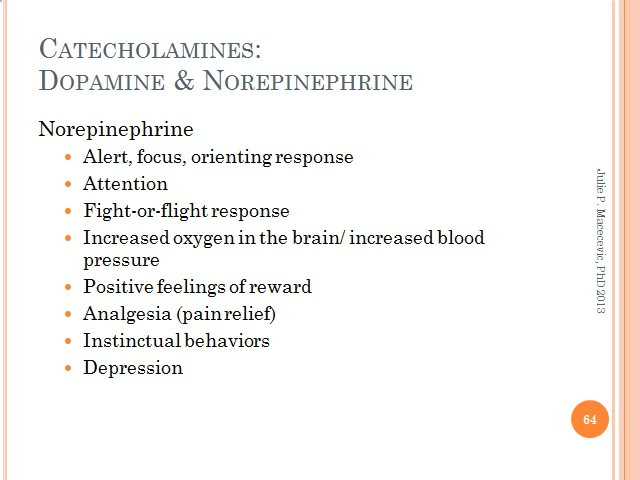 CATECHOLAMINES:
DOPAMINE & NOREPINEPHRINE
Norepinephrine
• Alert, focus, orienting response
• Attention
• Fight-or-flight response
• Increased oxygen in the brain/ increased blood
pressure
• Positive feelings of reward
• Analgesia (pain relief)
• Instinctual behaviors
• Depression
Julie P. Macecevic, PhD 2013
64